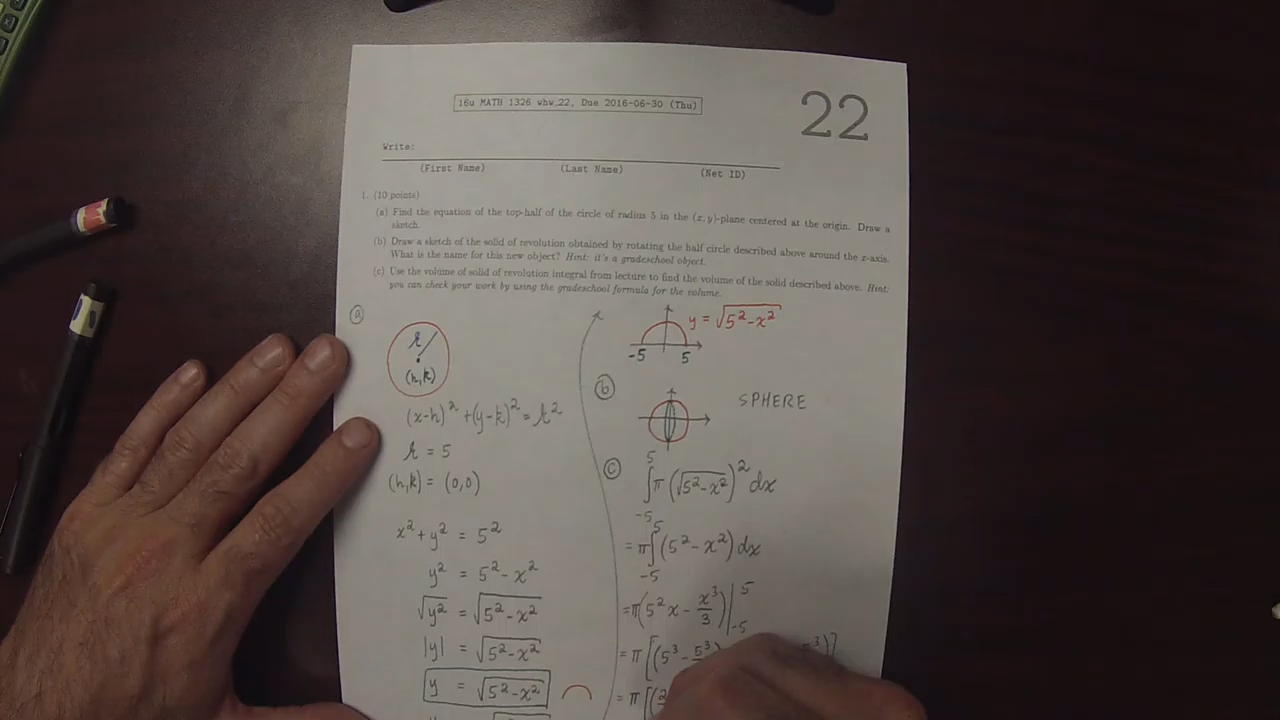 16u MATH 1326 whw_22, Due 2016-06-30 (Thu)
22
Write:
(First Name) (Last Name) (Net ID)
1. (10 points)
(a) Find the equation of the top-half of the circle of radius 5 in the (x, y)-plane centered at the origin. Draw a
sketch.
(b) Draw a sketch of the solid of revolution obtained by rotating the half circle described above around the x-axis.
What is the name for this new object? Hint: it's a gradeschool object.
(c) Use the volume of solid of revolution integral from lecture to find the volume of the solid described above. Hint:
you can check your work by using the gradeschool formula for the volume.
ⓐ
r
(h,k)
(x-h)² + (y-k)² = r²
r = 5
(h,k) = (0,0)
x² + y² = 5²
y² = 5² - x²
√y² = √5²-x²
|y| = √5²-x²
y = √5²-x²
y = √5²-x²
-5 5
ⓑ
SPHERE
ⓒ
∫₋₅⁵ π (√5²-x²)² dx
= π ∫₋₅⁵ (5² - x²) dx
= π (5²x - x³/3) |₋₅⁵
= π [(5³ - 5³/3)
= π [(2